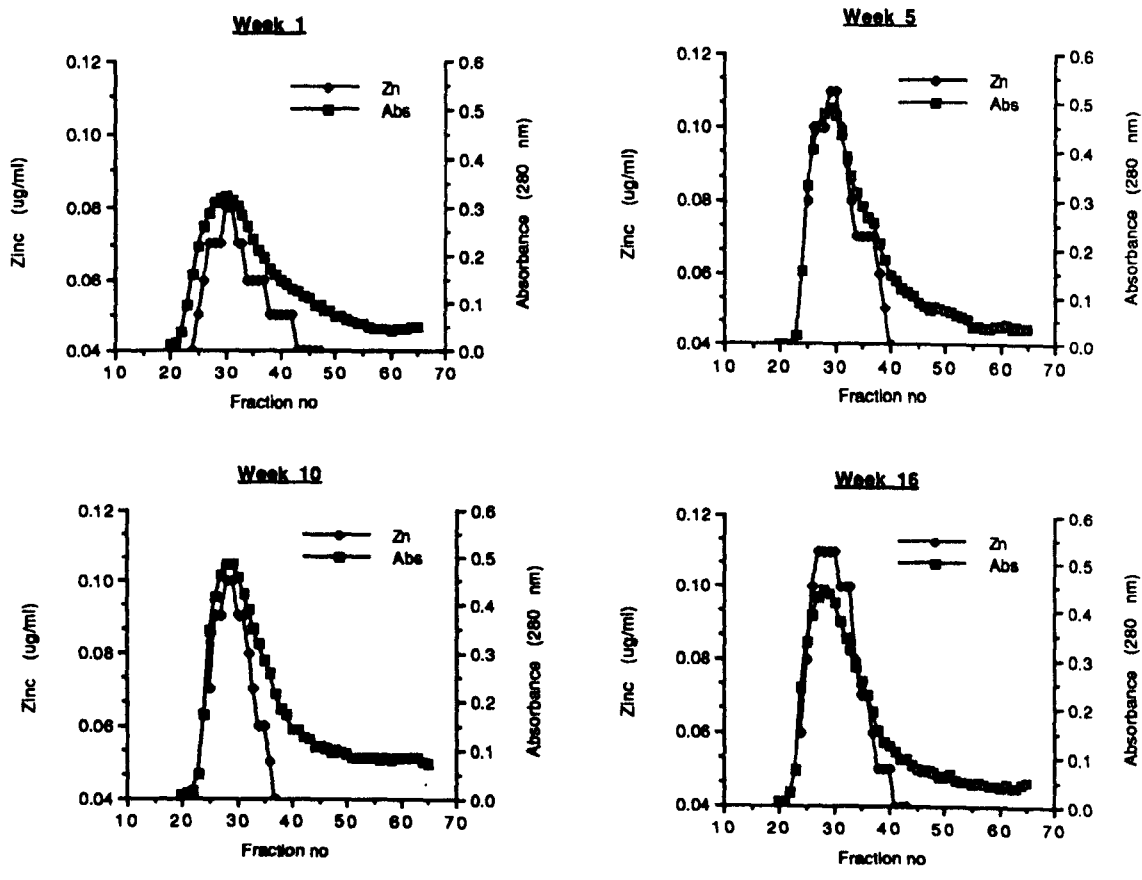 Week 1
0.12
0.10
0.08
0.06
0.04
Zinc (ug/ml)
0.6
0.5
0.4
0.3
0.2
0.1
0.0
Absorbance (280 nm)
Zn
Abs
10 20 30 40 50 60 70
Fraction no
Week 5
0.12
0.10
0.08
0.06
0.04
Zinc (ug/ml)
0.6
0.5
0.4
0.3
0.2
0.1
0.0
Absorbance (280 nm)
Zn
Abs
10 20 30 40 50 60 70
Fraction no
Week 10
0.12
0.10
0.08
0.06
0.04
Zinc (ug/ml)
0.6
0.5
0.4
0.3
0.2
0.1
0.0
Absorbance (280 nm)
Zn
Abs
10 20 30 40 50 60 70
Fraction no
Week 16
0.12
0.10
0.08
0.06
0.04
Zinc (ug/ml)
0.6
0.5
0.4
0.3
0.2
0.1
0.0
Absorbance (280 nm)
Zn
Abs
10 20 30 40 50 60 70
Fraction no